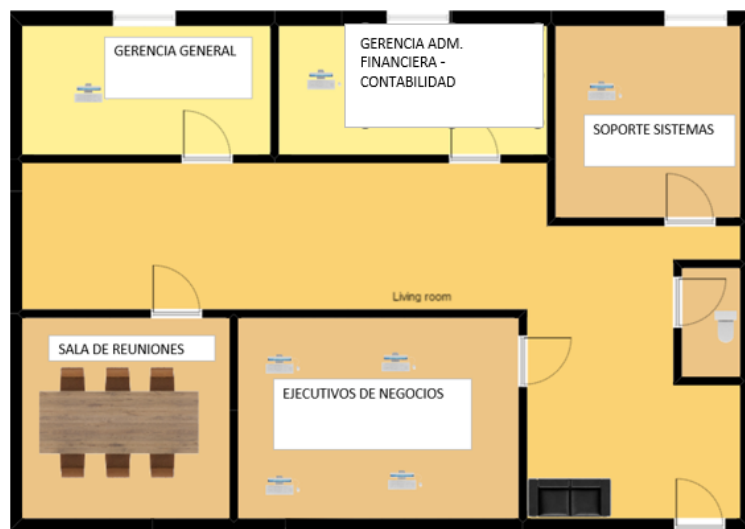 GERENCIA GENERAL
GERENCIA ADM.
FINANCIERA -
CONTABILIDAD
SOPORTE SISTEMAS
Living room
SALA DE REUNIONES
EJECUTIVOS DE NEGOCIOS